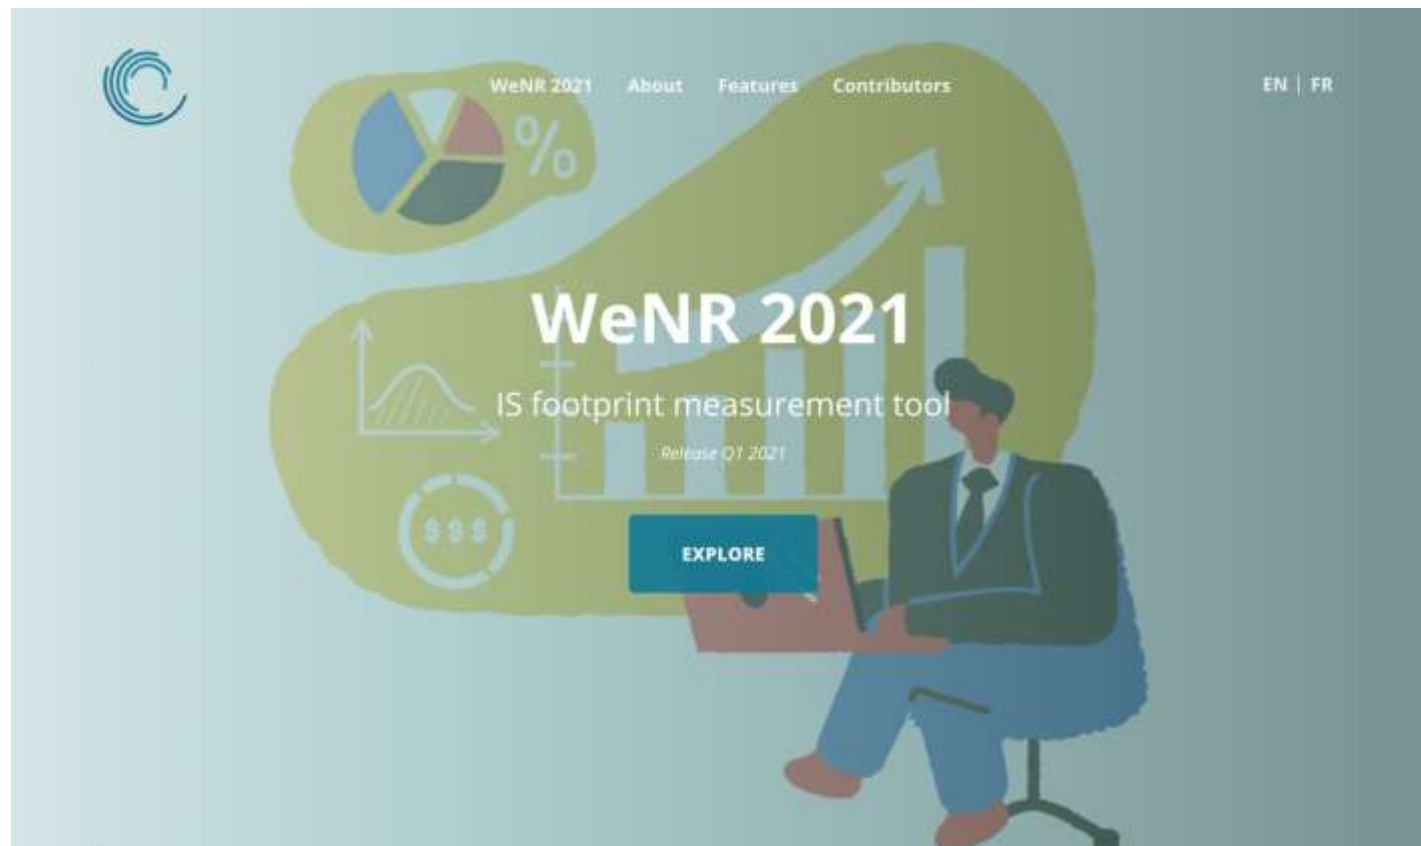 WeNR 2021 About Features Contributors EN | FR
%
WeNR 2021
IS footprint measurement tool
Release Q1 2021
$ $ $
EXPLORE